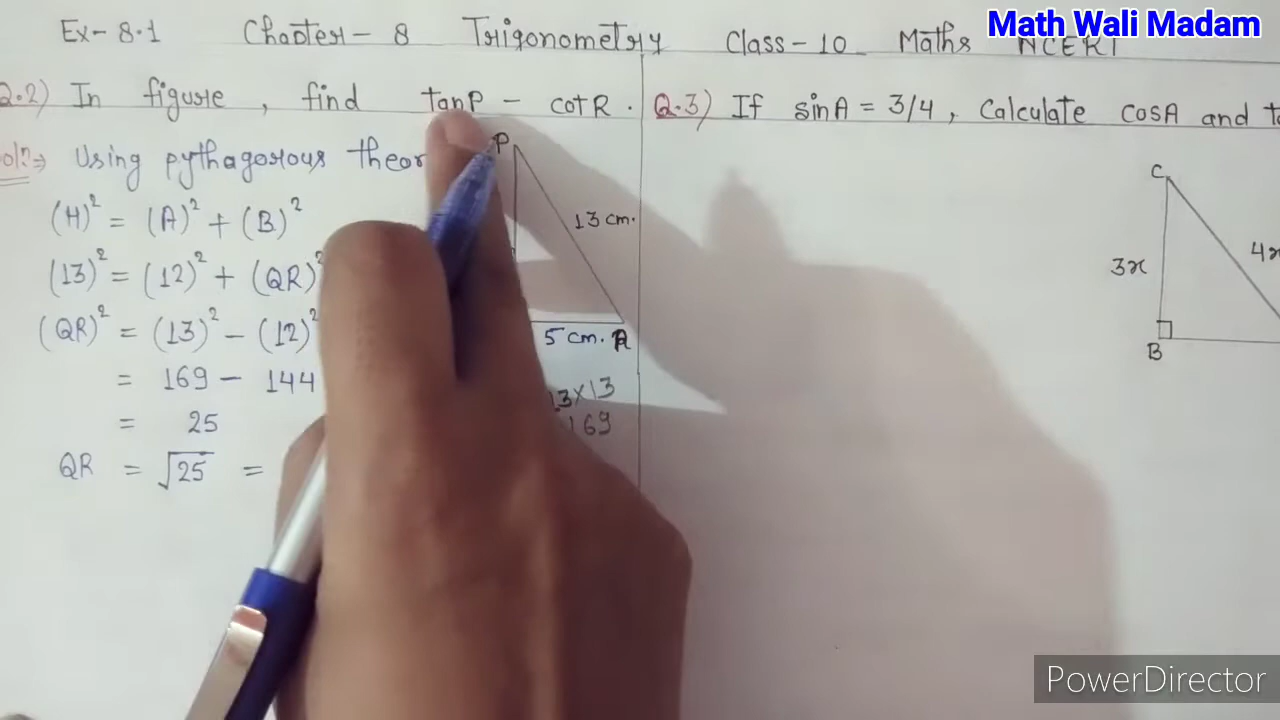 Math Wali Madam
Ex-8.1 Chapter-8 Trigonometry Class-10 Maths NCERT
Q.2) In figure, find tanP - cotR.
Using pythagorous
(H)² = (A)² + (B)²
(13)² = (12)² + (QR)²
(QR)² = (13)² - (12)²
= 169 - 144
= 25
QR = √25 =
P
13 cm.
5 cm. R
13×13
169
Q.3) If sinA = 3/4, Calculate cosA and
C
3x
B
PowerDirector